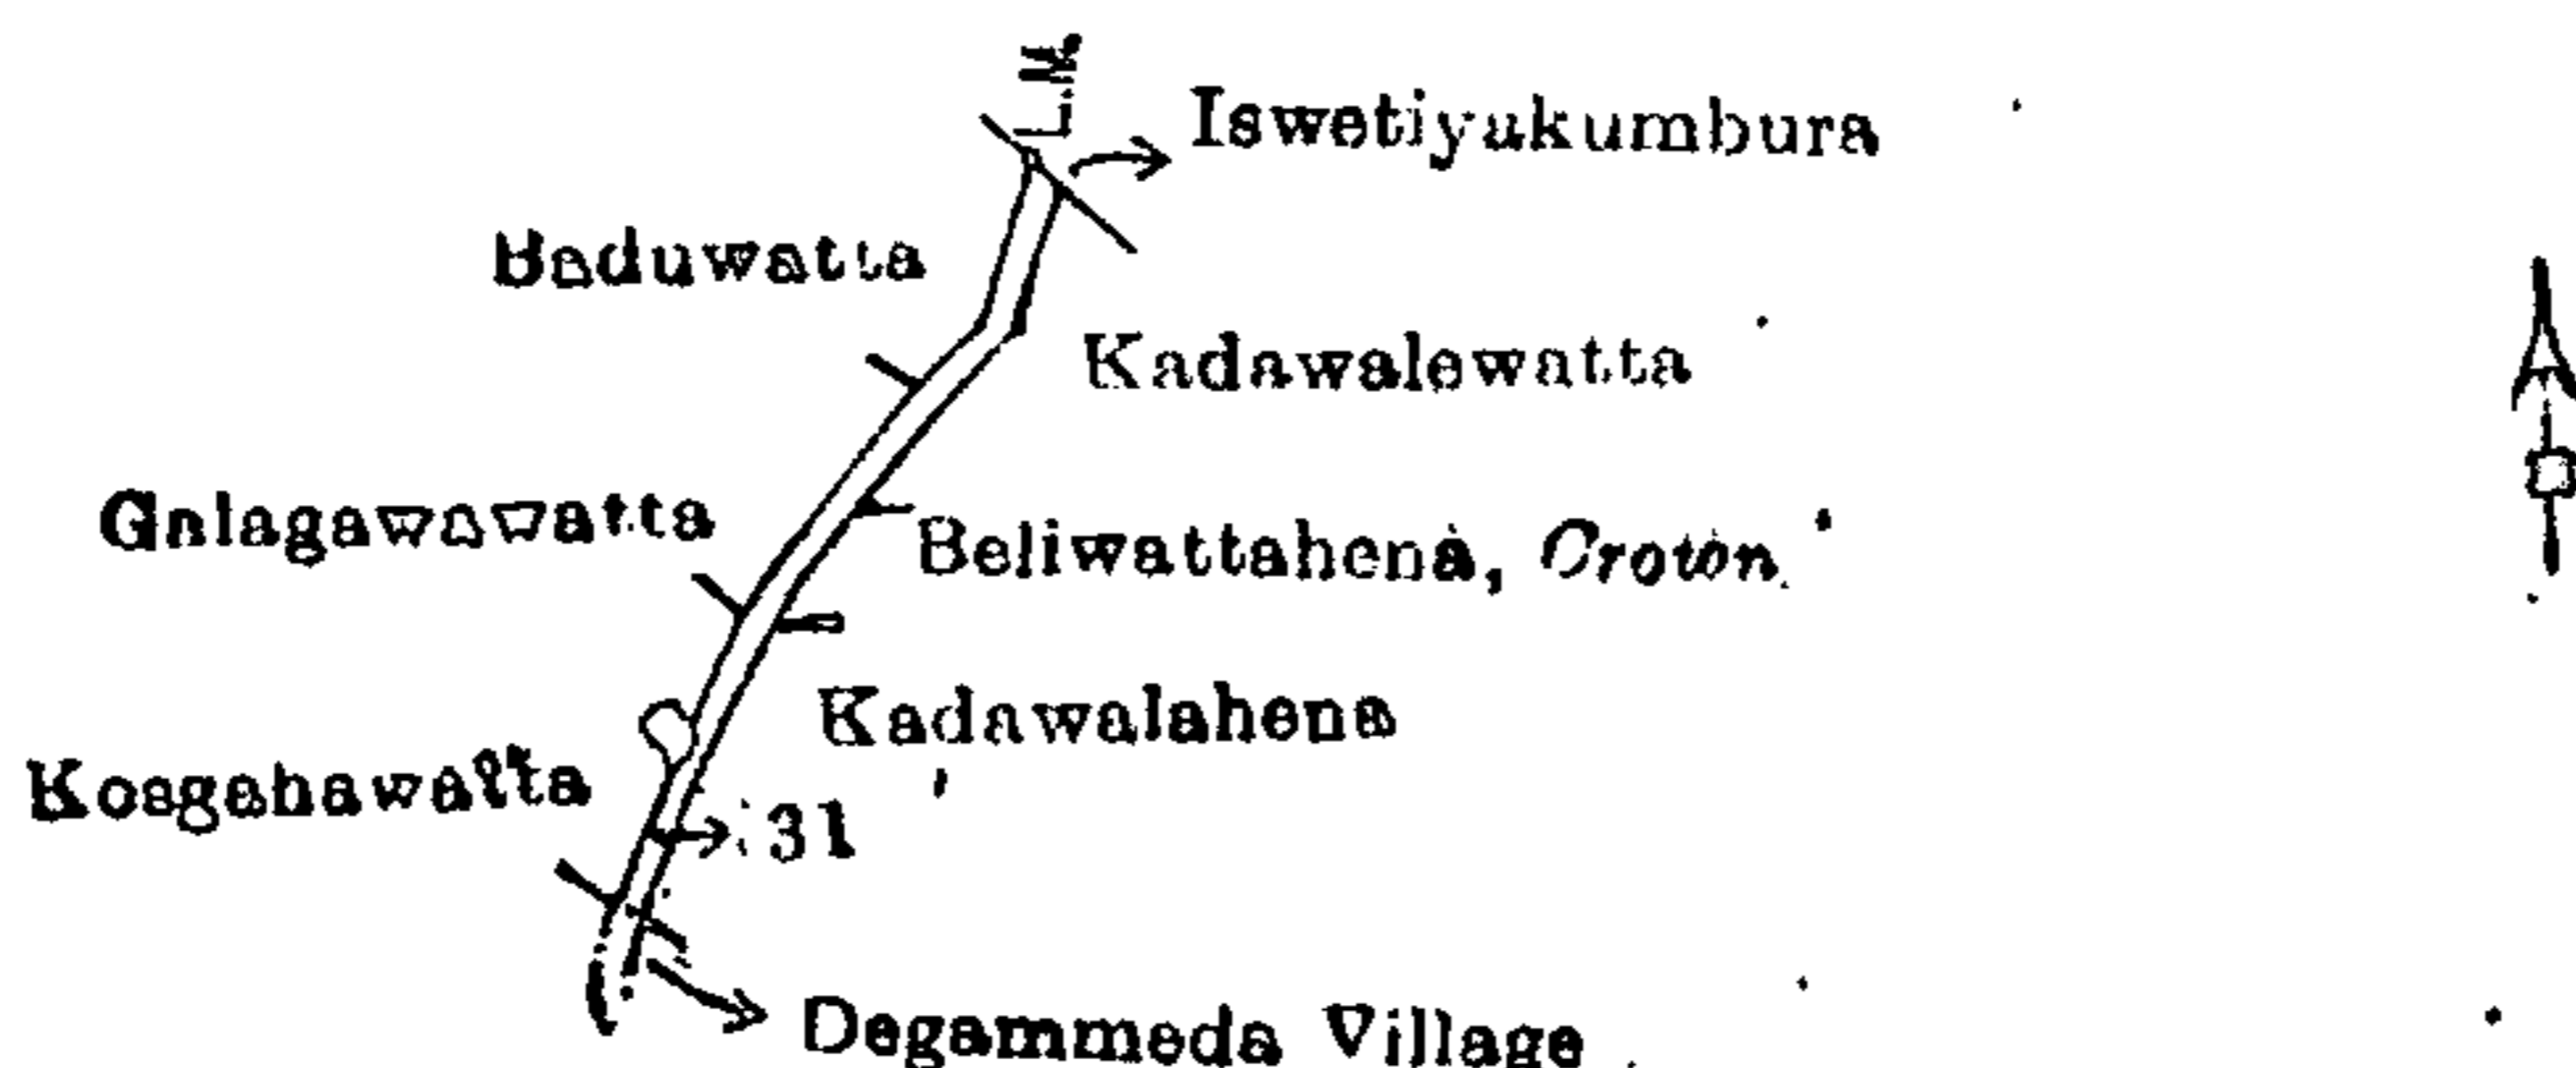 Iswetiyakumbura
Baduwatta
Kadawalewatta
Galagawawatta
Beliwattahena, Croton
Kadawalahena
Kosgahawatta
31
Degammeda Village